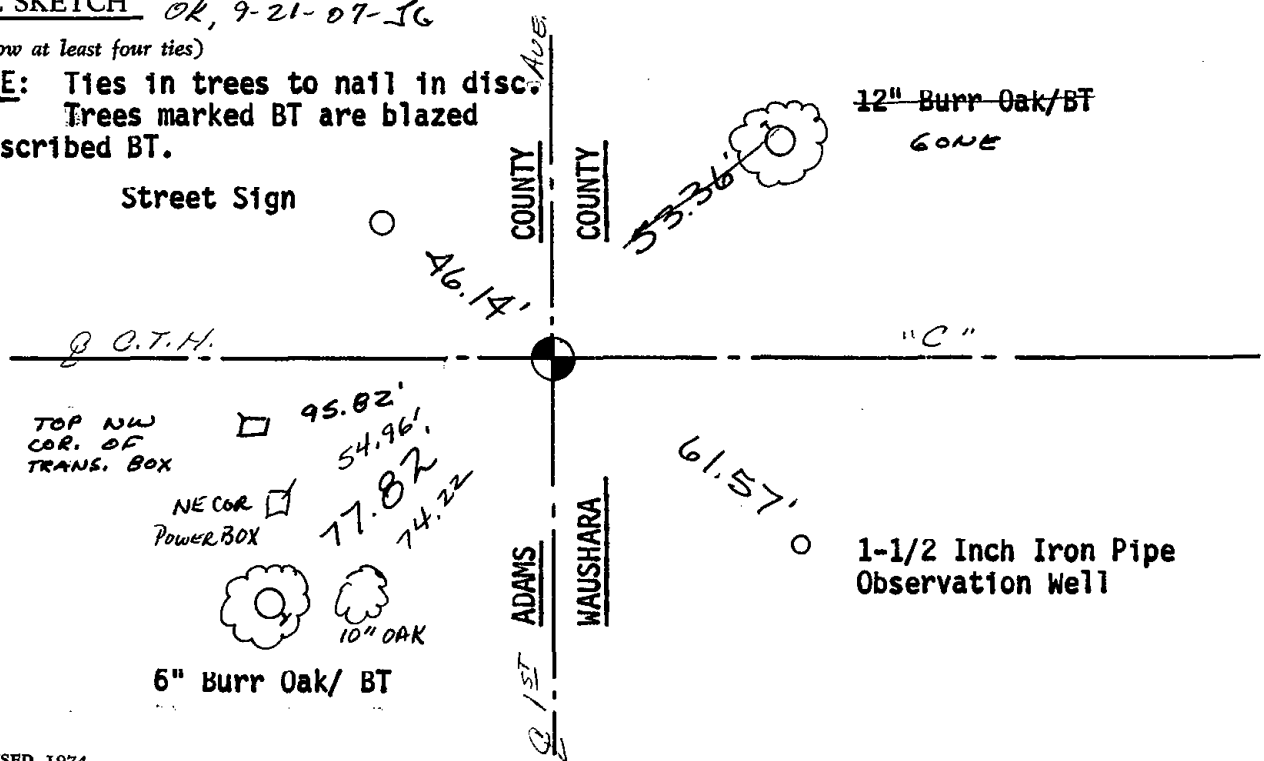 SKETCH OK, 9-21-07-JG
ow at least four ties)
E: Ties in trees to nail in disc.
Trees marked BT are blazed
scribed BT.
AVE.
12" Burr Oak/BT
GONE
Street Sign
COUNTY
COUNTY
53.36'
46.14'
C.T.H.
"C"
TOP NW
COR. OF
TRANS. BOX
95.82'
54.96'
77.82
74.22
NE COR
POWER BOX
61.57'
ADAMS
WAUSHARA
1-1/2 Inch Iron Pipe
Observation Well
10" OAK
6" Burr Oak/ BT
1ST
SED 1974